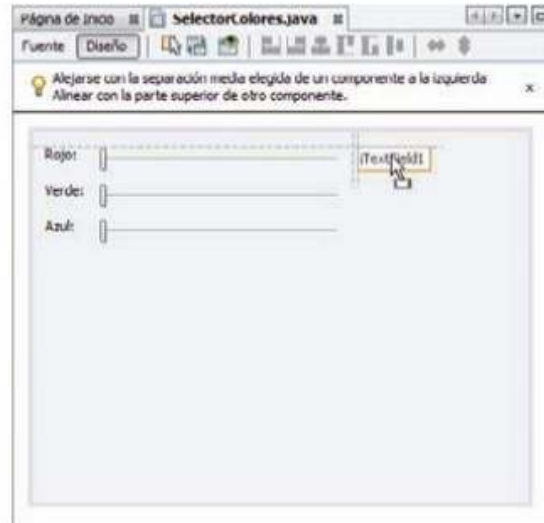 Página de Inicio SelectorColores.java
Fuente Diseño
Alejarse con la separación media elegida de un componente a la izquierda
Alinear con la parte superior de otro componente.
Rojo: jTextField1
Verde:
Azul: